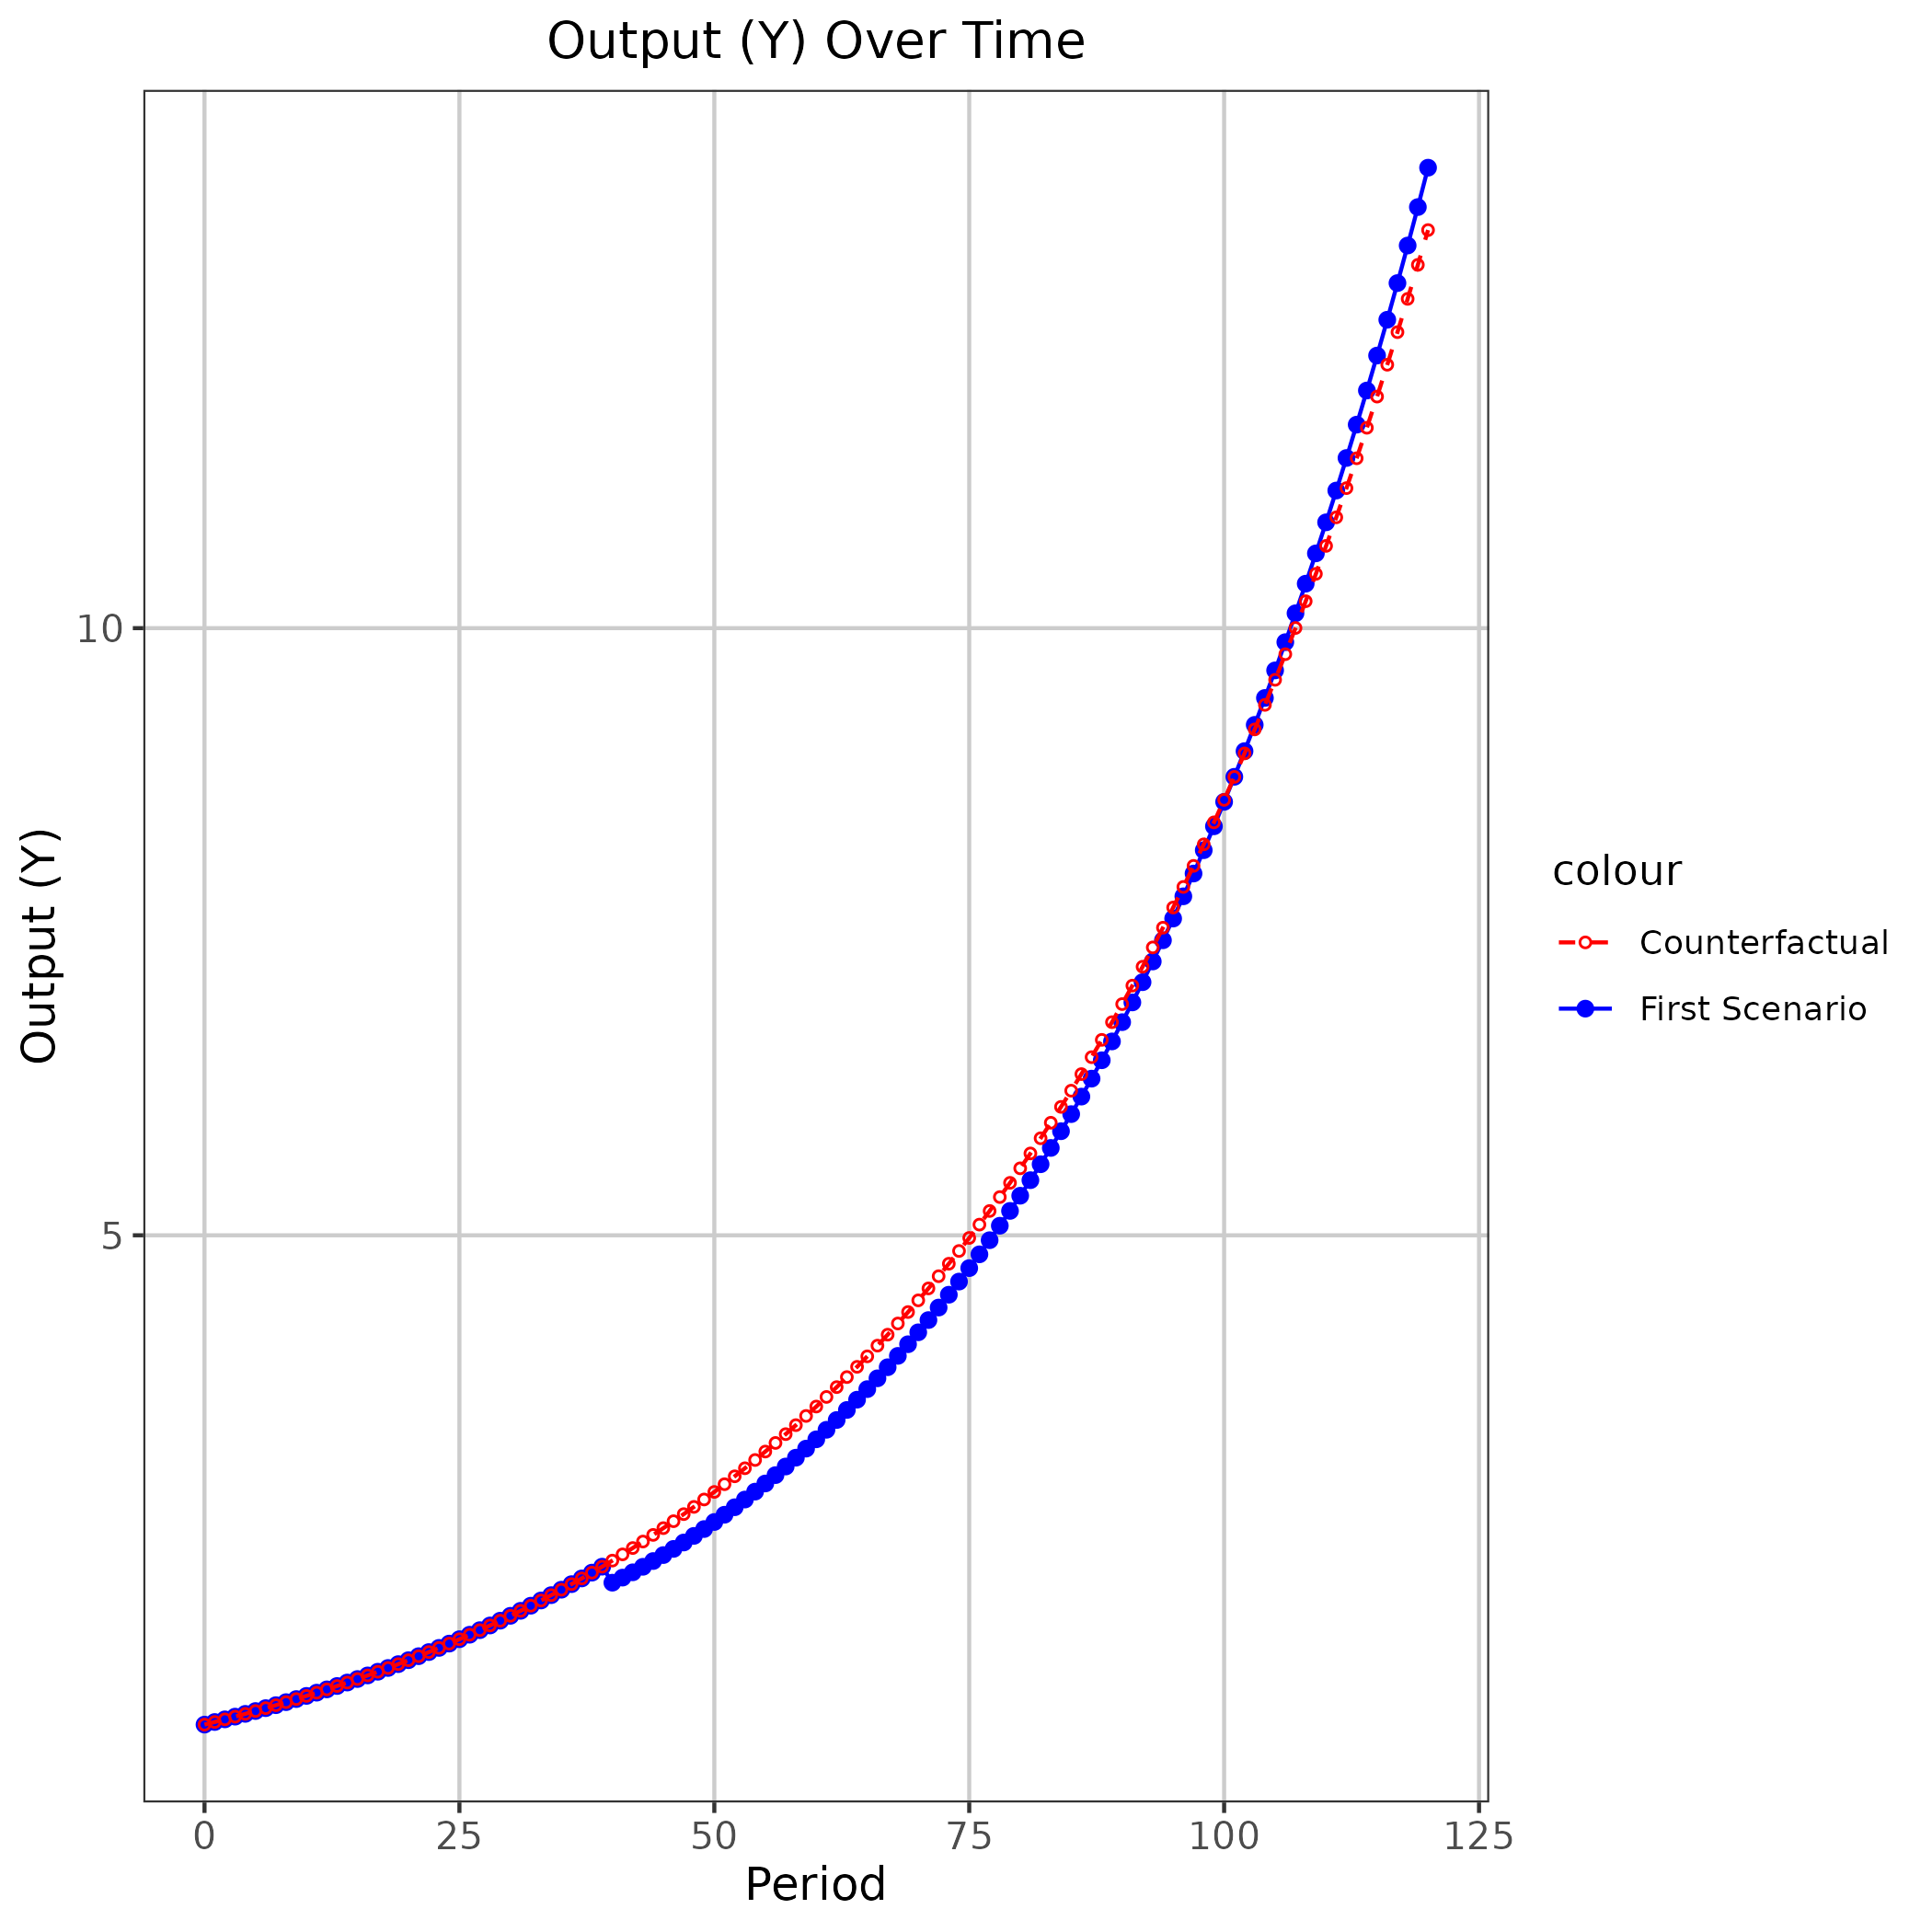 Output (Y) Over Time
Output (Y)
10
5
0
25
50
75
100
125
Period
colour
Counterfactual
First Scenario